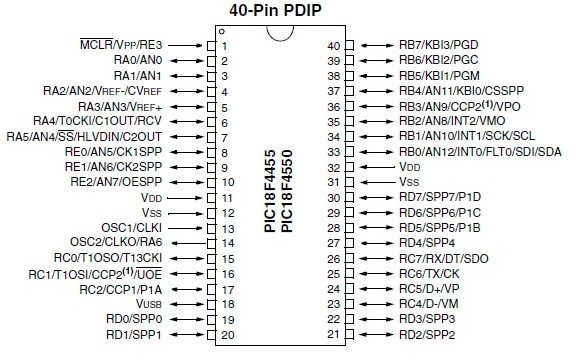 40-Pin PDIP
MCLR/VPP/RE3 1 40 RB7/KBI3/PGD
RA0/AN0 2 39 RB6/KBI2/PGC
RA1/AN1 3 38 RB5/KBI1/PGM
RA2/AN2/VREF-/CVREF 4 37 RB4/AN11/KBI0/CSSPP
RA3/AN3/VREF+ 5 36 RB3/AN9/CCP2(1)/VPO
RA4/T0CKI/C1OUT/RCV 6 35 RB2/AN8/INT2/VMO
RA5/AN4/SS/HLVDIN/C2OUT 7 34 RB1/AN10/INT1/SCK/SCL
RE0/AN5/CK1SPP 8 33 RB0/AN12/INT0/FLT0/SDI/SDA
RE1/AN6/CK2SPP 9 32 VDD
RE2/AN7/OESPP 10 31 VSS
VDD 11 30 RD7/SPP7/P1D
VSS 12 29 RD6/SPP6/P1C
OSC1/CLKI 13 28 RD5/SPP5/P1B
OSC2/CLKO/RA6 14 27 RD4/SPP4
RC0/T1OSO/T13CKI 15 26 RC7/RX/DT/SDO
RC1/T1OSI/CCP2(1)/UOE 16 25 RC6/TX/CK
RC2/CCP1/P1A 17 24 RC5/D+/VP
VUSB 18 23 RC4/D-/VM
RD0/SPP0 19 22 RD3/SPP3
RD1/SPP1 20 21 RD2/SPP2
PIC18F4455
PIC18F4550